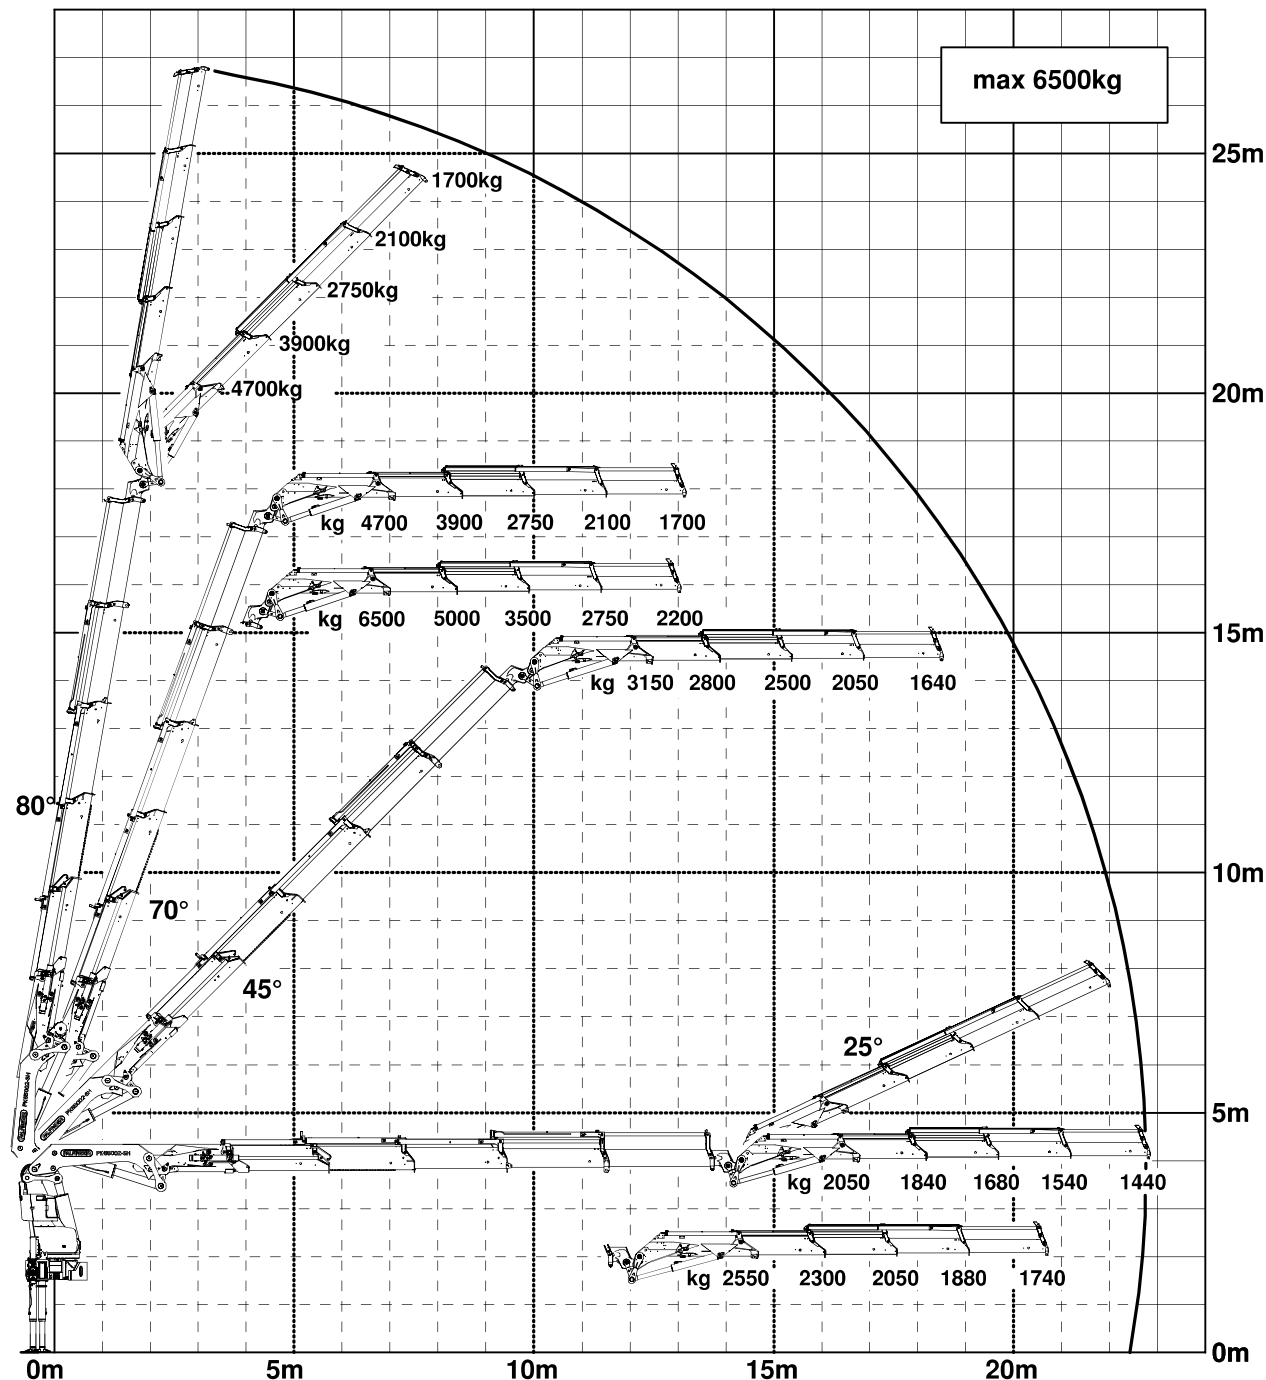 max 6500kg
25m
1700kg
2100kg
2750kg
3900kg
4700kg
20m
kg 4700 3900 2750 2100 1700
kg 6500 5000 3500 2750 2200
15m
kg 3150 2800 2500 2050 1640
80°
10m
70°
45°
25°
5m
PALFINGER
kg 2050 1840 1680 1540 1440
kg 2550 2300 2050 1880 1740
0m
0m 5m 10m 15m 20m